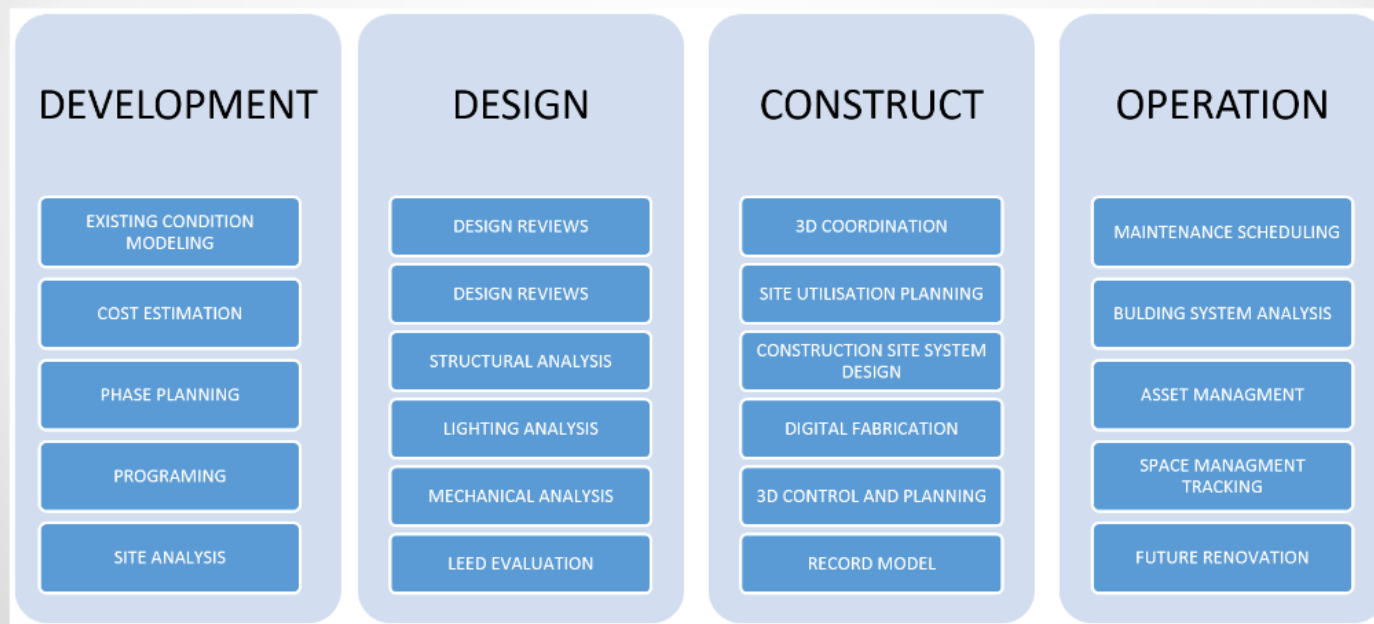 DEVELOPMENT
EXISTING CONDITION
MODELING
COST ESTIMATION
PHASE PLANNING
PROGRAMING
SITE ANALYSIS
DESIGN
DESIGN REVIEWS
DESIGN REVIEWS
STRUCTURAL ANALYSIS
LIGHTING ANALYSIS
MECHANICAL ANALYSIS
LEED EVALUATION
CONSTRUCT
3D COORDINATION
SITE UTILISATION PLANNING
CONSTRUCTION SITE SYSTEM
DESIGN
DIGITAL FABRICATION
3D CONTROL AND PLANNING
RECORD MODEL
OPERATION
MAINTENANCE SCHEDULING
BULDING SYSTEM ANALYSIS
ASSET MANAGMENT
SPACE MANAGMENT
TRACKING
FUTURE RENOVATION